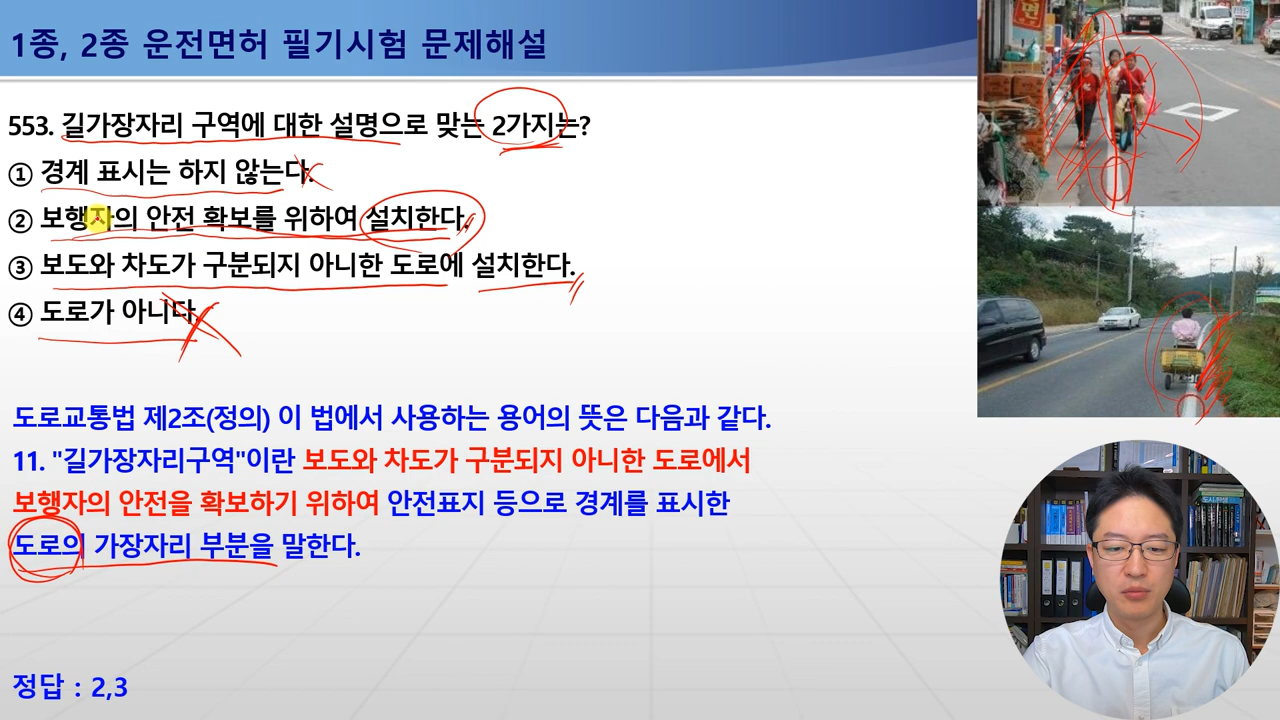 1종, 2종 운전면허 필기시험 문제해설
553. 길가장자리 구역에 대한 설명으로 맞는 2가지는?
① 경계 표시는 하지 않는다.
② 보행자의 안전 확보를 위하여 설치한다.
③ 보도와 차도가 구분되지 아니한 도로에 설치한다.
④ 도로가 아니다.
도로교통법 제2조(정의) 이 법에서 사용하는 용어의 뜻은 다음과 같다.
11. "길가장자리구역"이란 보도와 차도가 구분되지 아니한 도로에서
보행자의 안전을 확보하기 위하여 안전표지 등으로 경계를 표시한
도로의 가장자리 부분을 말한다.
정답 : 2,3